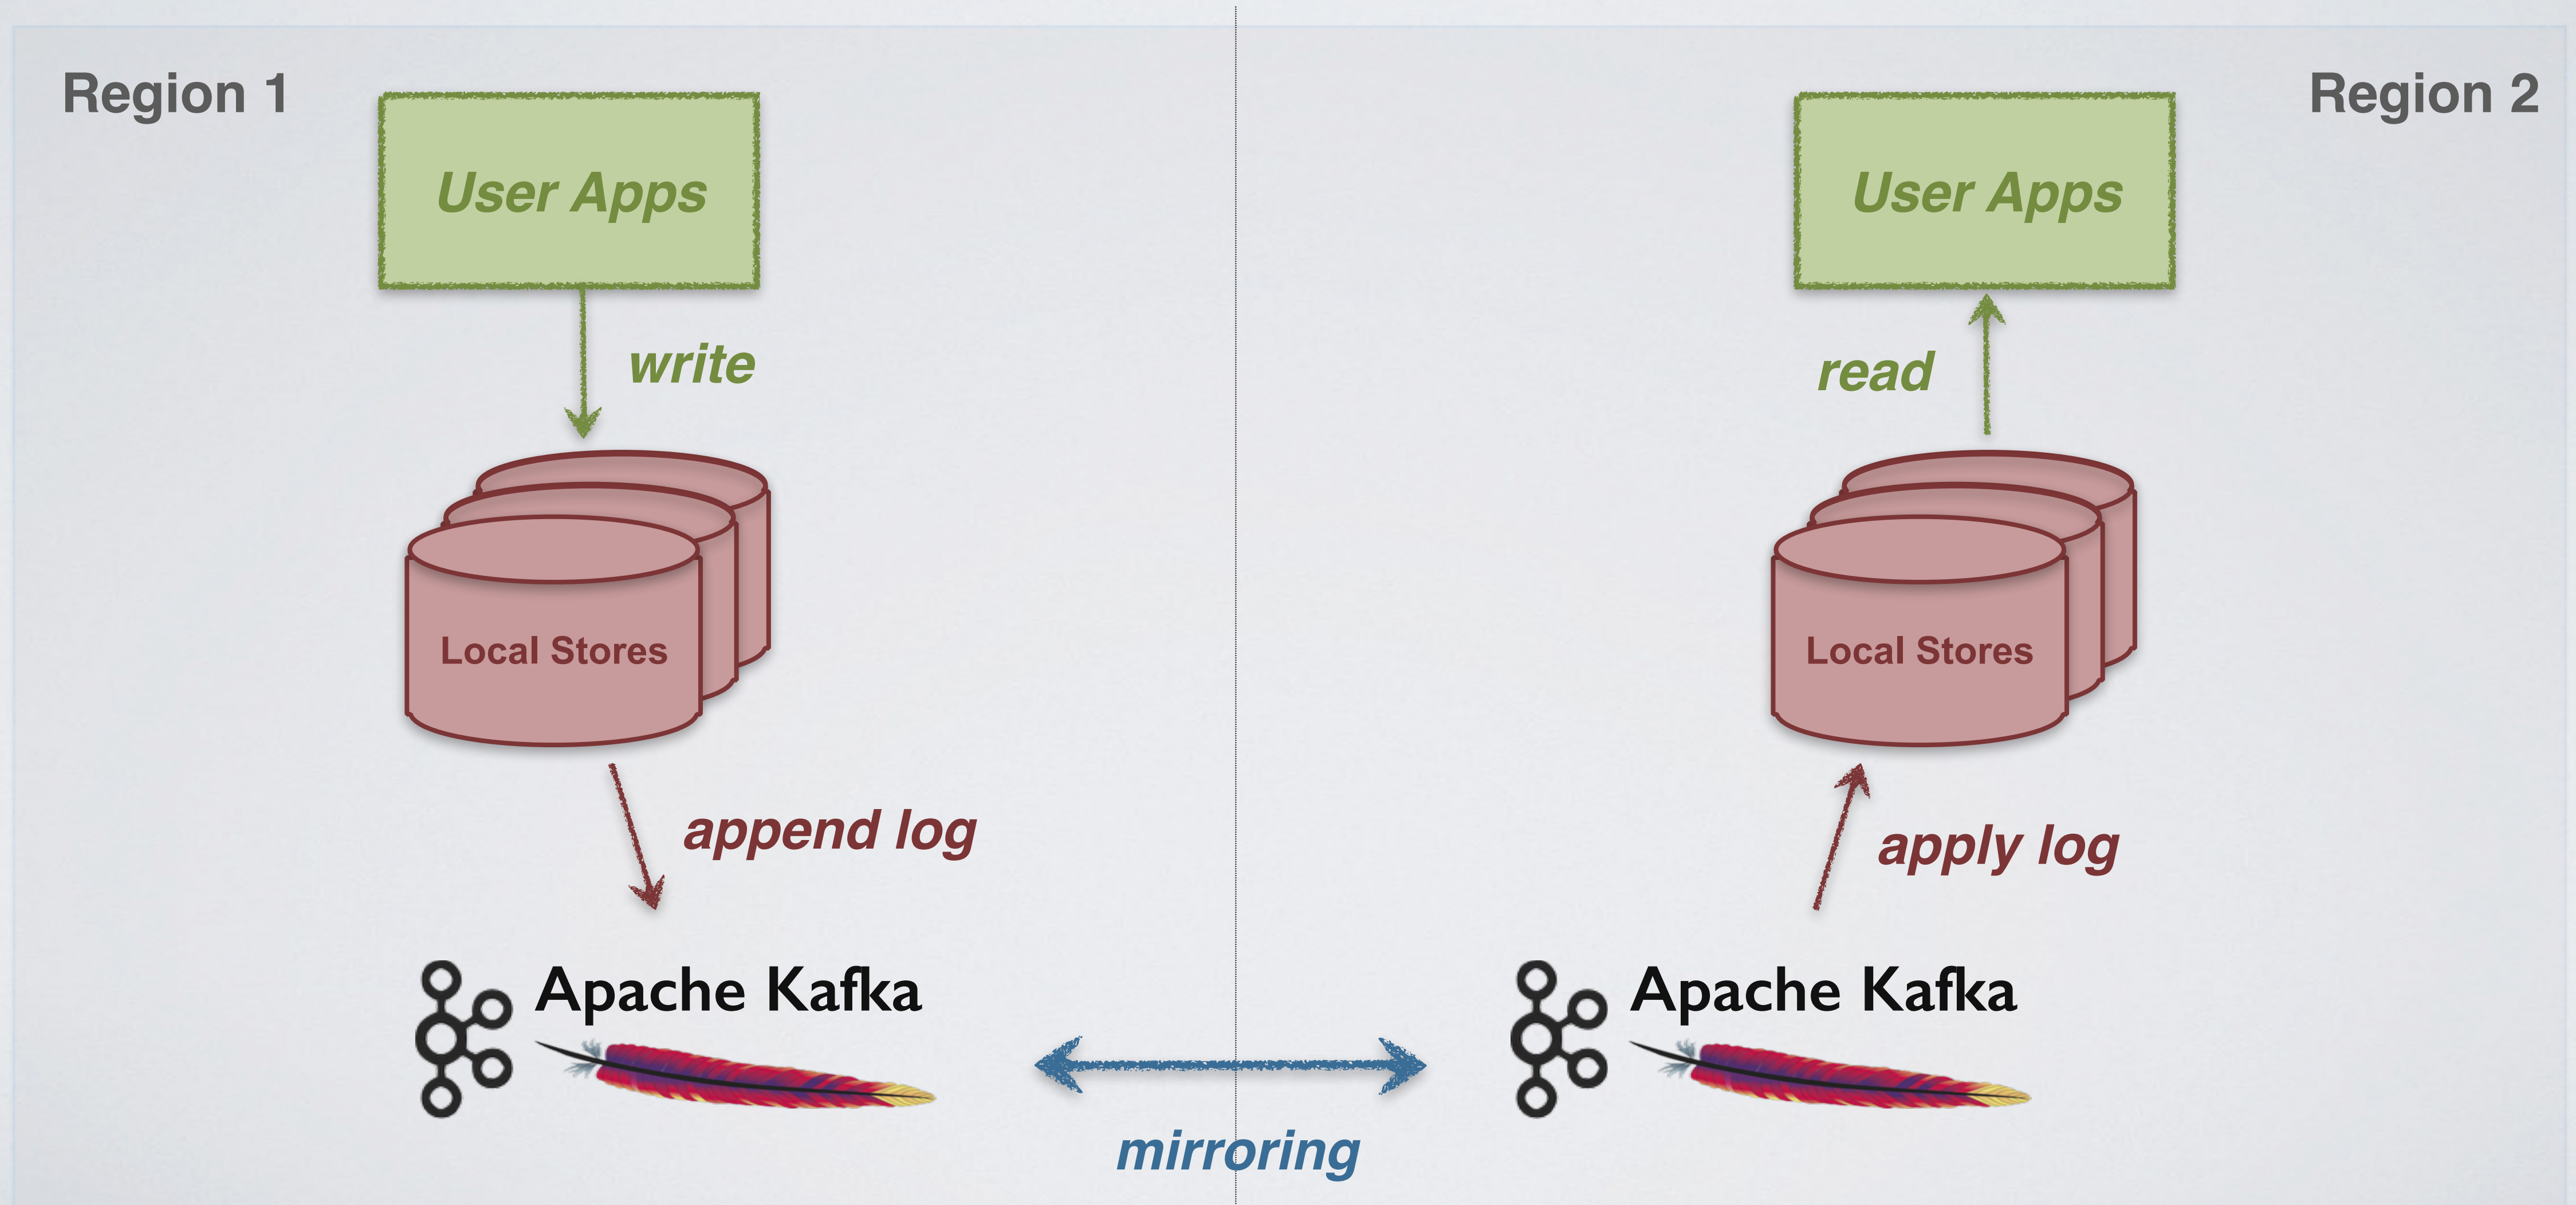 Region 1
Region 2
User Apps
User Apps
write
read
Local Stores
Local Stores
append log
apply log
Apache Kafka
Apache Kafka
mirroring